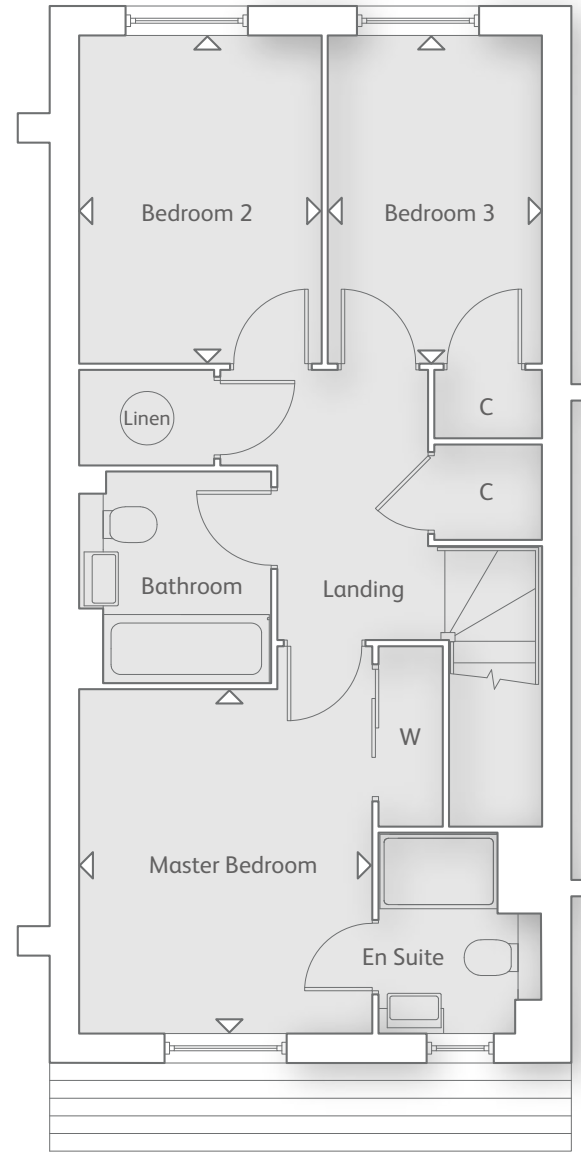 Bedroom 2
Bedroom 3
Linen
C
C
Bathroom
Landing
W
Master Bedroom
En Suite